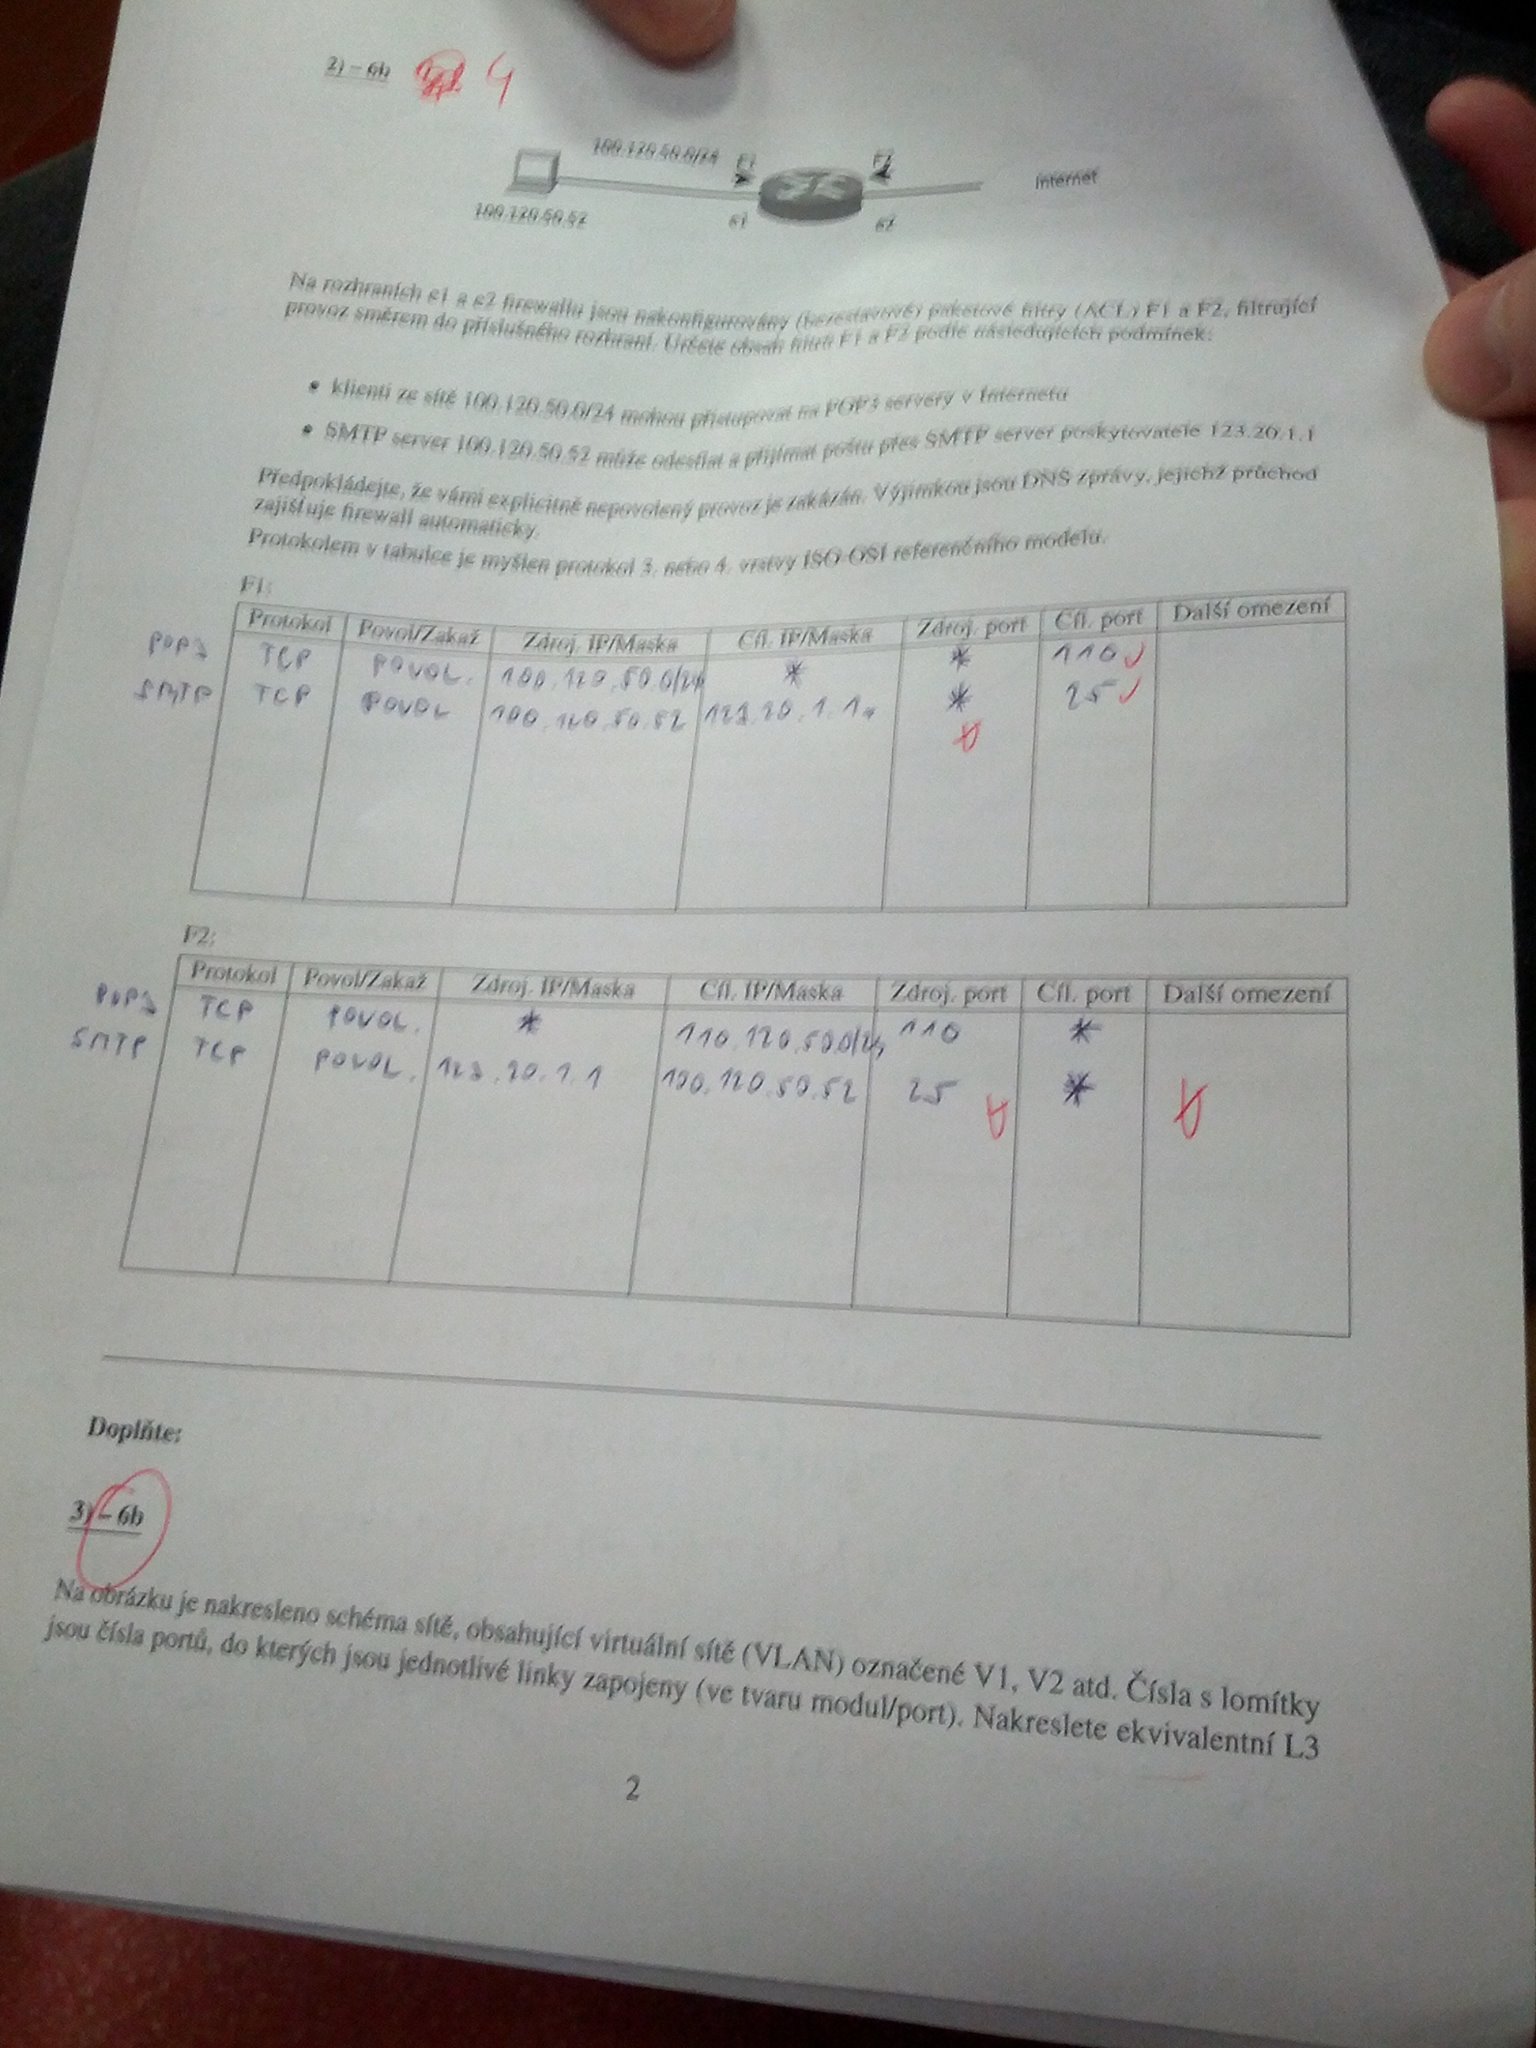 2) – 6b 4
100.120.50.0/24 F1 F2
Internet
100.120.50.52 e1 e2
Na rozhraních e1 a e2 firewallu jsou nakonfigurovány (bezestavové) paketové filtry (ACL) F1 a F2, filtrující
provoz směrem do příslušného rozhraní. Určete obsah filtrů F1 a F2 podle následujících podmínek:
• klienti ze sítě 100.120.50.0/24 mohou přistupovat na POP3 servery v Internetu
• SMTP server 100.120.50.52 může odesílat a přijímat poštu přes SMTP server poskytovatele 123.20.1.1
Předpokládejte, že vámi explicitně nepovolený provoz je zakázán. Výjimkou jsou DNS zprávy, jejichž průchod
zajišťuje firewall automaticky.
Protokolem v tabulce je myšlen protokol 3. nebo 4. vrstvy ISO OSI referenčního modelu.
F1:
Protokol Povol/Zakaž Zdroj. IP/Maska Cíl. IP/Maska Zdroj. port Cíl. port Další omezení
POP3 TCP POVOL. 100.120.50.0/24 * * 110
SMTP TCP POVOL 100.120.50.52 123.20.1.1 * 25
F2:
Protokol Povol/Zakaž Zdroj. IP/Maska Cíl. IP/Maska Zdroj. port Cíl. port Další omezení
POP3 TCP POVOL. * 110.120.50.0/24 110 *
SMTP TCP POVOL. 123.20.1.1 100.120.50.52 25 *
Doplňte:
3) – 6b
Na obrázku je nakresleno schéma sítě, obsahující virtuální sítě (VLAN) označené V1, V2 atd. Čísla s lomítky
jsou čísla portů, do kterých jsou jednotlivé linky zapojeny (ve tvaru modul/port). Nakreslete ekvivalentní L3
2